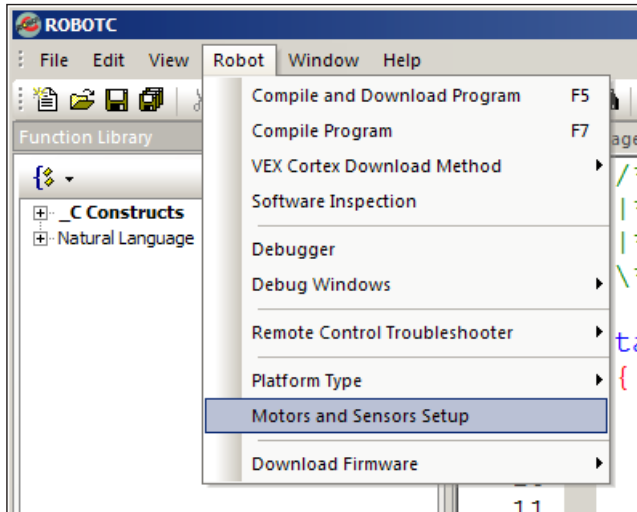 ROBOTC
File Edit View Robot Window Help
Compile and Download Program F5
Function Library
Compile Program F7
VEX Cortex Download Method
Software Inspection
_C Constructs
Natural Language
Debugger
Debug Windows
Remote Control Troubleshooter
Platform Type
{
Motors and Sensors Setup
Download Firmware
11